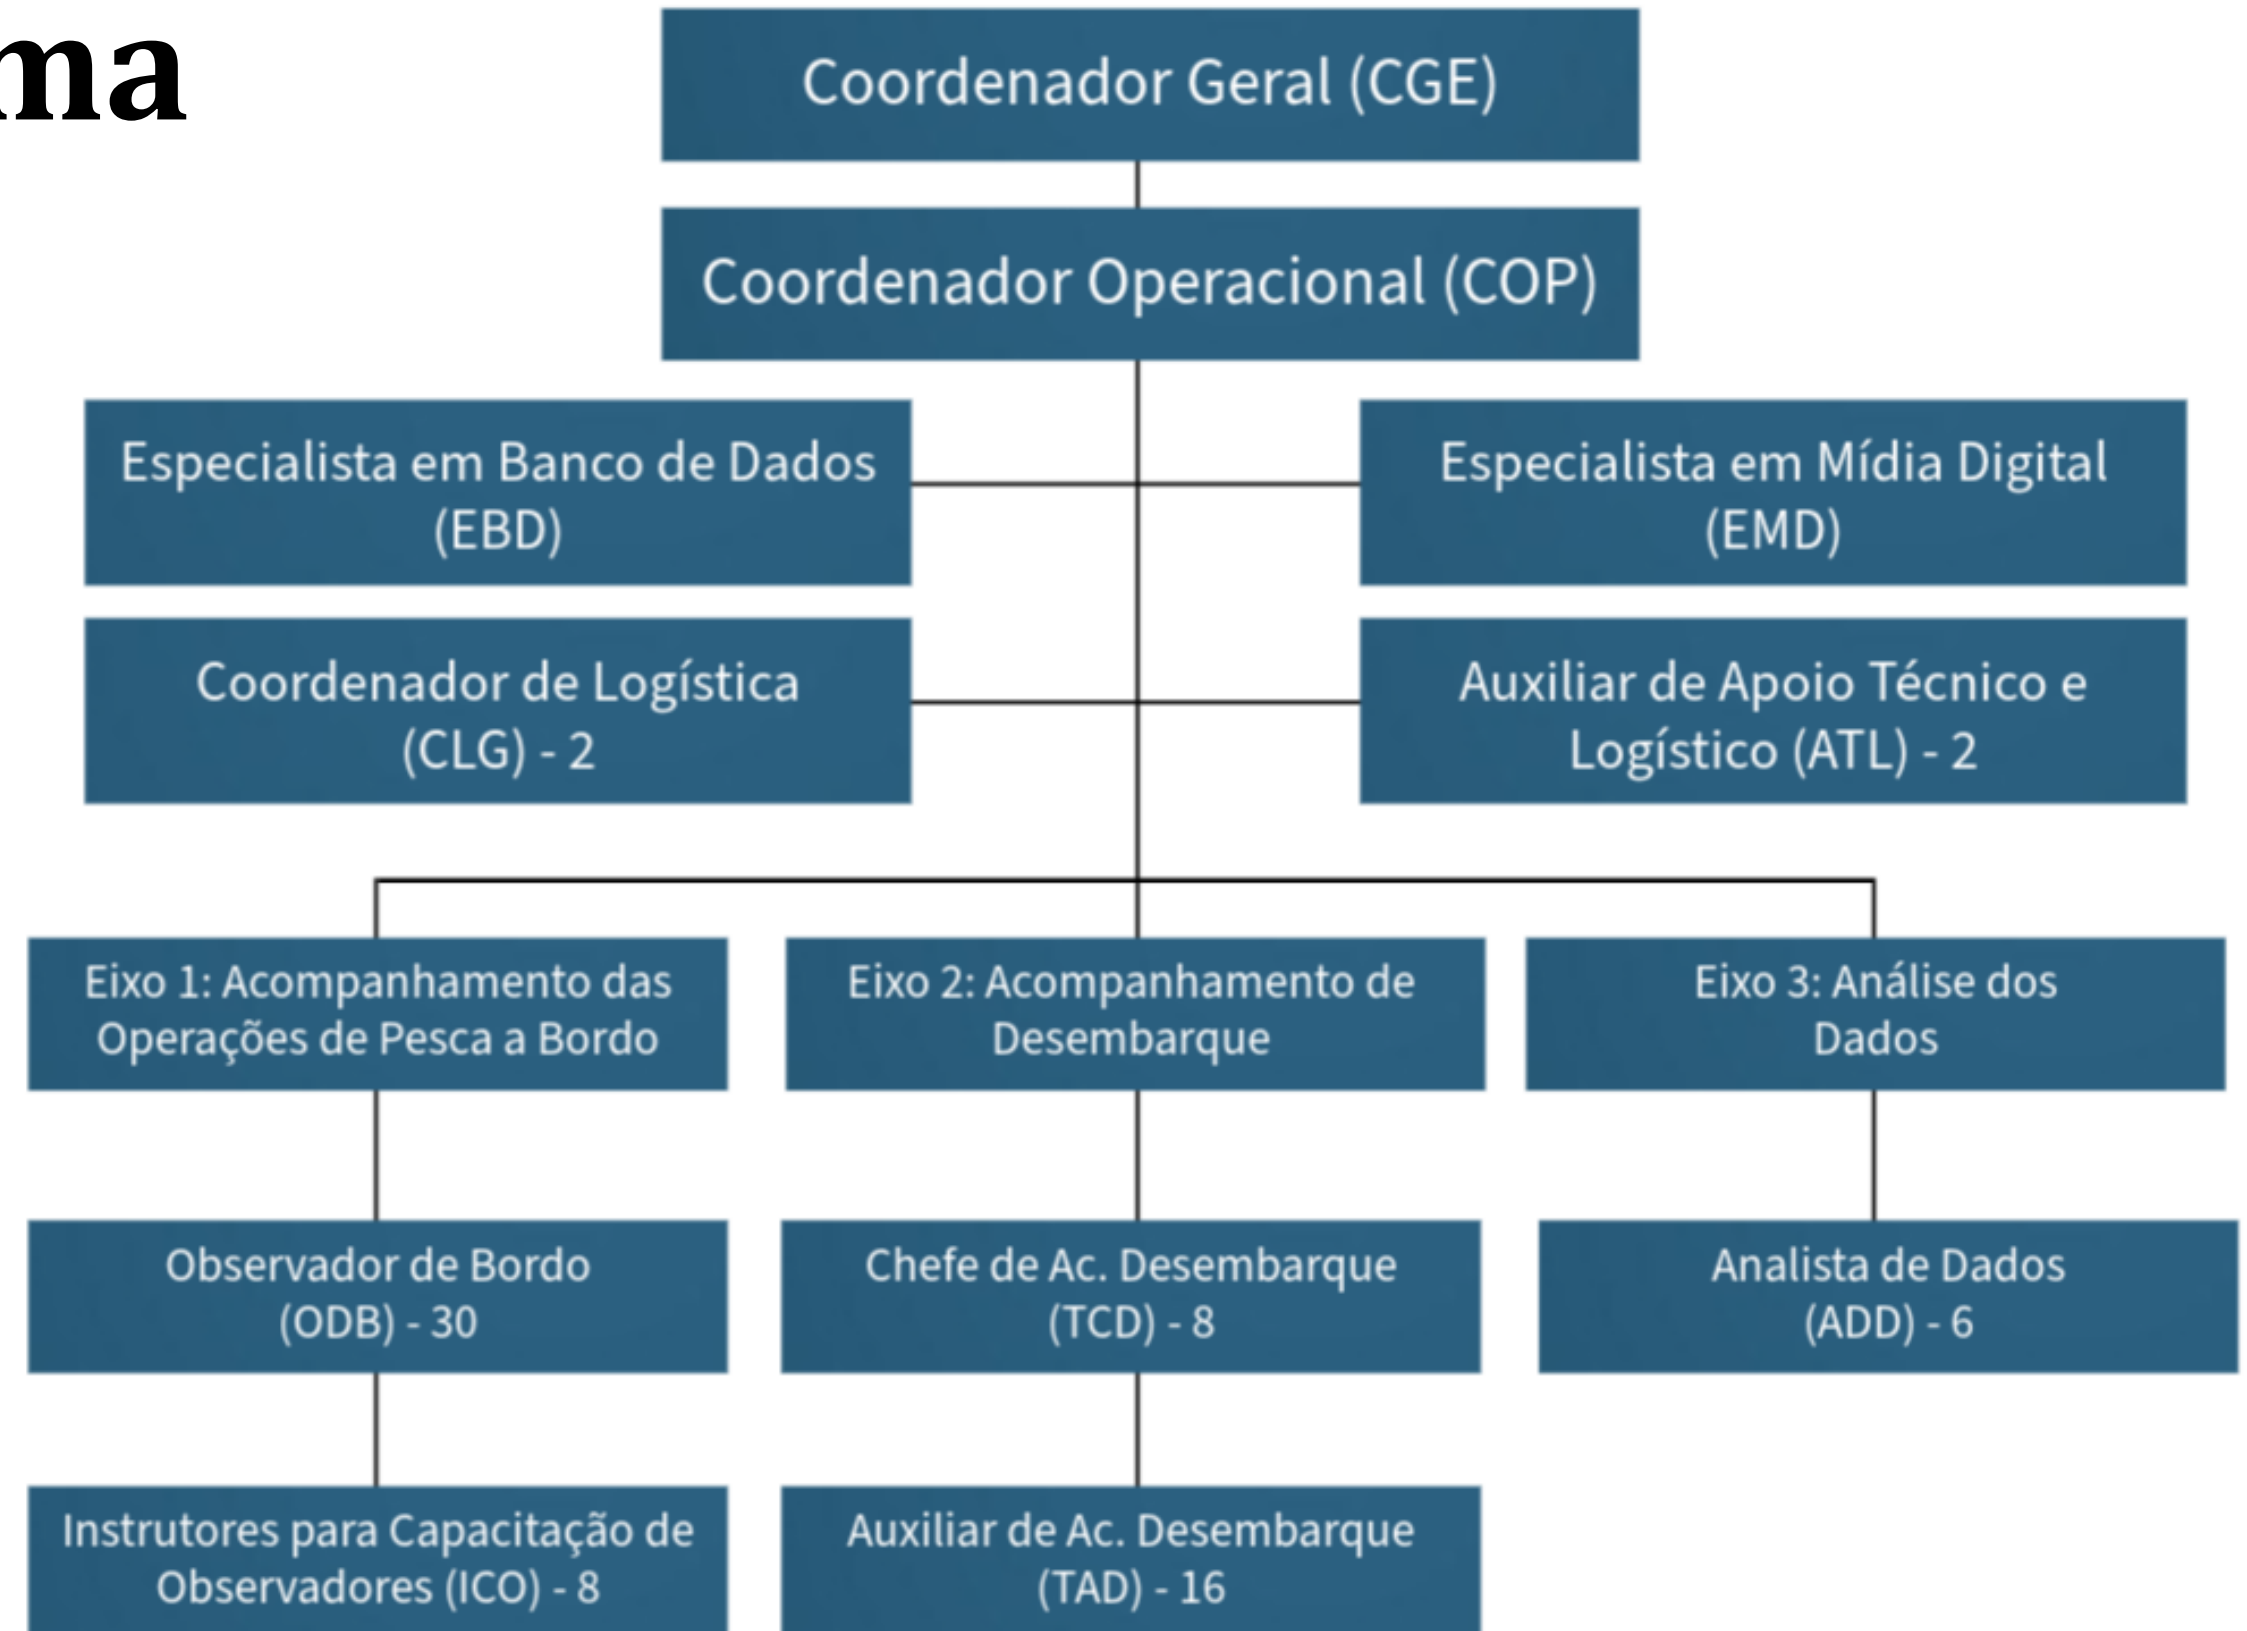 ma
Coordenador Geral (CGE)
Coordenador Operacional (COP)
Especialista em Banco de Dados
(EBD)
Especialista em Mídia Digital
(EMD)
Coordenador de Logística
(CLG) - 2
Auxiliar de Apoio Técnico e
Logístico (ATL) - 2
Eixo 1: Acompanhamento das
Operações de Pesca a Bordo
Eixo 2: Acompanhamento de
Desembarque
Eixo 3: Análise dos
Dados
Observador de Bordo
(ODB) - 30
Chefe de Ac. Desembarque
(TCD) - 8
Analista de Dados
(ADD) - 6
Instrutores para Capacitação de
Observadores (ICO) - 8
Auxiliar de Ac. Desembarque
(TAD) - 16